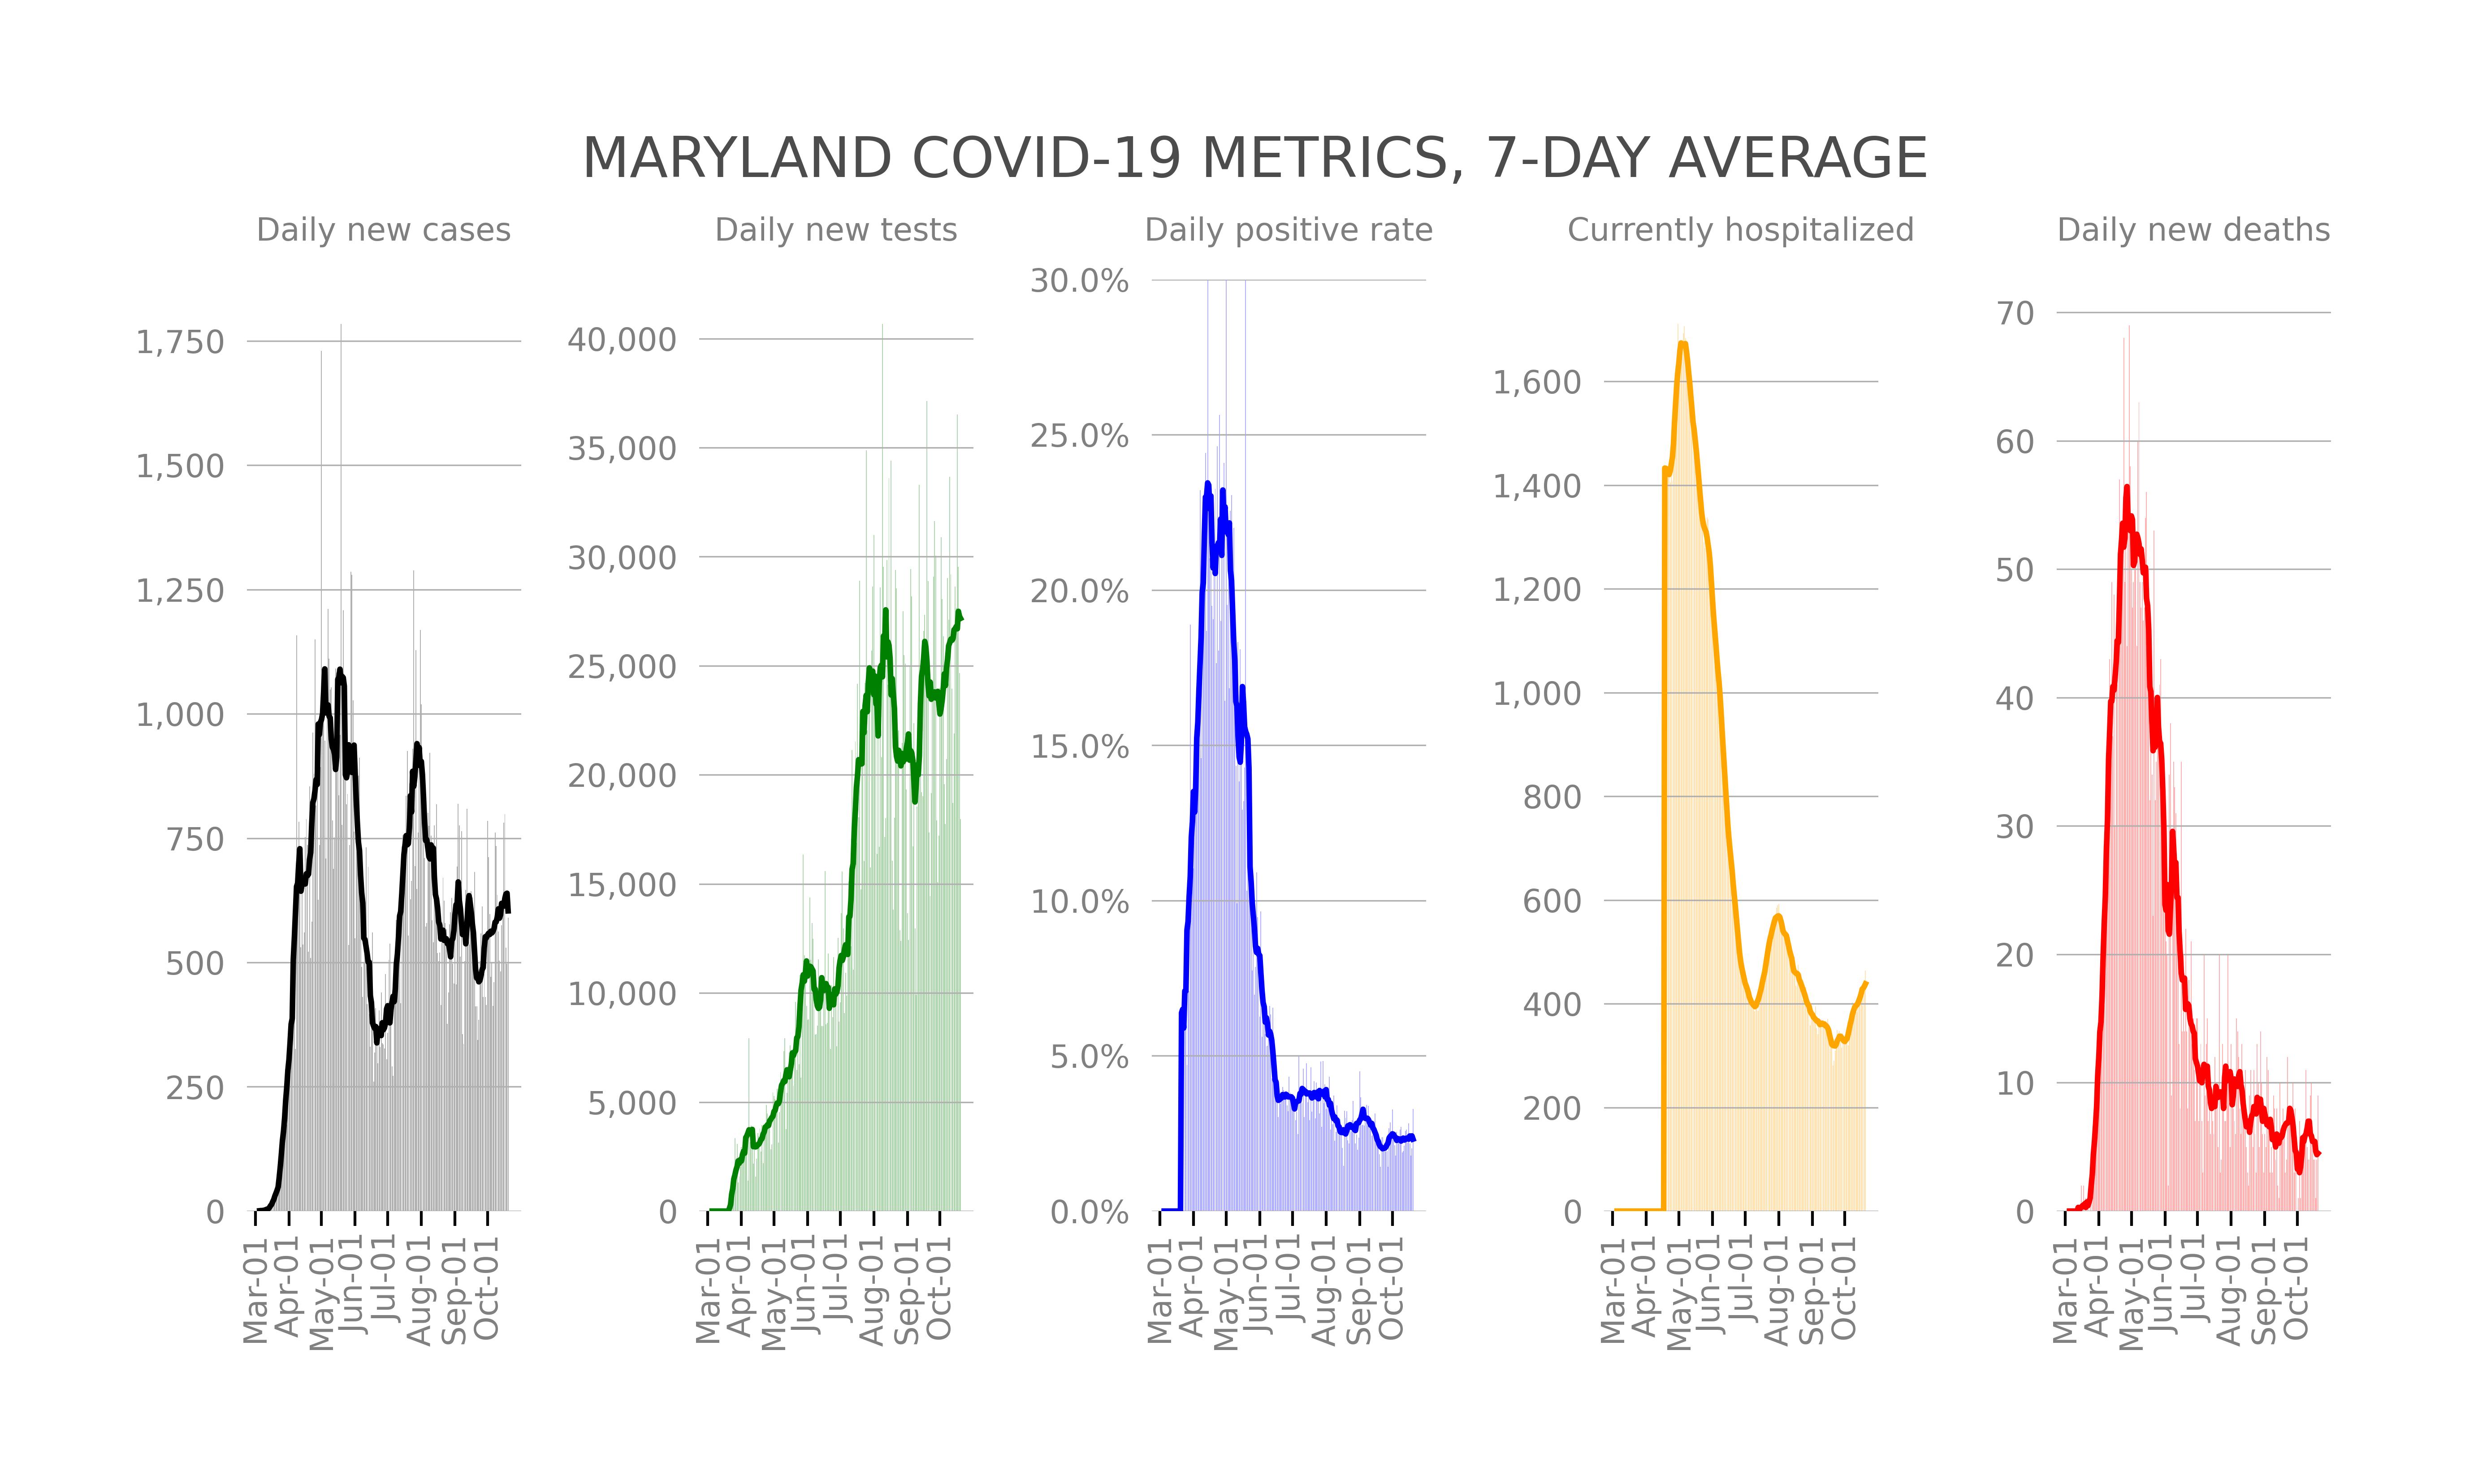 MARYLAND COVID-19 METRICS, 7-DAY AVERAGE
Daily new cases
1,750
1,500
1,250
1,000
750
500
250
0
Mar-01
Apr-01
May-01
Jun-01
Jul-01
Aug-01
Sep-01
Oct-01
Daily new tests
40,000
35,000
30,000
25,000
20,000
15,000
10,000
5,000
0
Mar-01
Apr-01
May-01
Jun-01
Jul-01
Aug-01
Sep-01
Oct-01
Daily positive rate
30.0%
25.0%
20.0%
15.0%
10.0%
5.0%
0.0%
Mar-01
Apr-01
May-01
Jun-01
Jul-01
Aug-01
Sep-01
Oct-01
Currently hospitalized
1,600
1,400
1,200
1,000
800
600
400
200
0
Mar-01
Apr-01
May-01
Jun-01
Jul-01
Aug-01
Sep-01
Oct-01
Daily new deaths
70
60
50
40
30
20
10
0
Mar-01
Apr-01
May-01
Jun-01
Jul-01
Aug-01
Sep-01
Oct-01